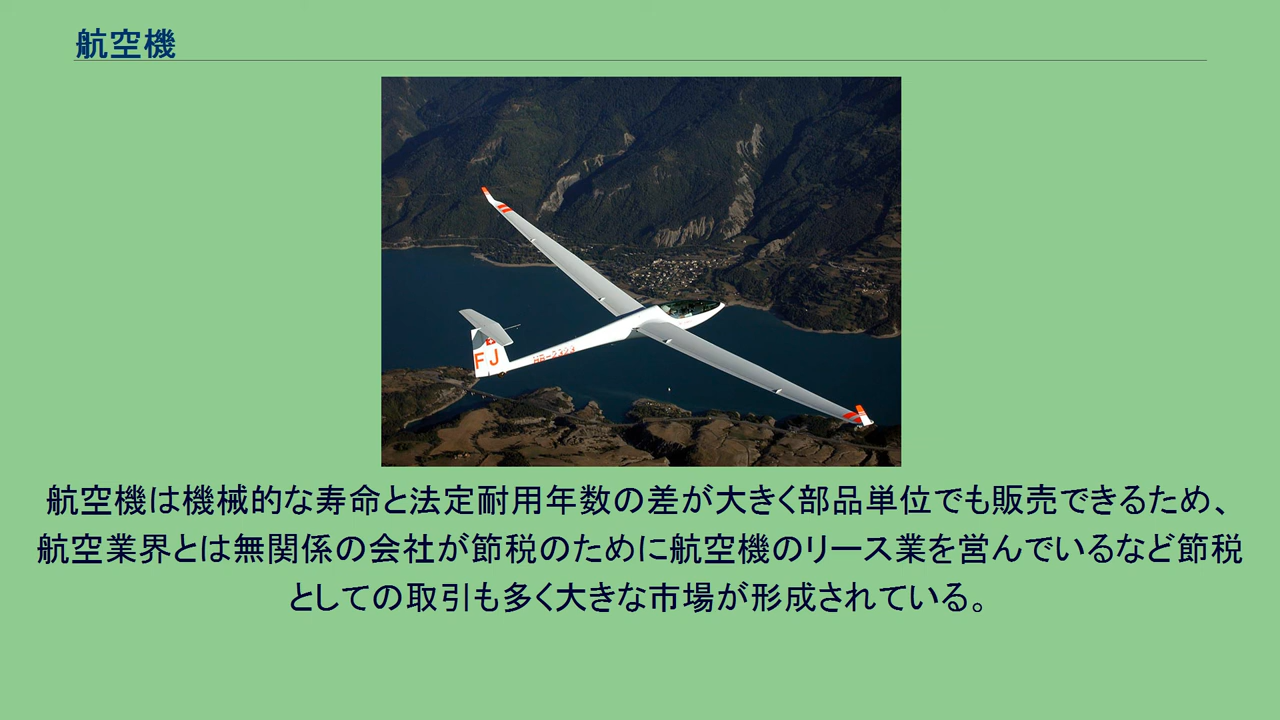 航空機
FJ
航空機は機械的な寿命と法定耐用年数の差が大きく部品単位でも販売できるため、
航空業界とは無関係の会社が節税のために航空機のリース業を営んでいるなど節税
としての取引も多く大きな市場が形成されている。